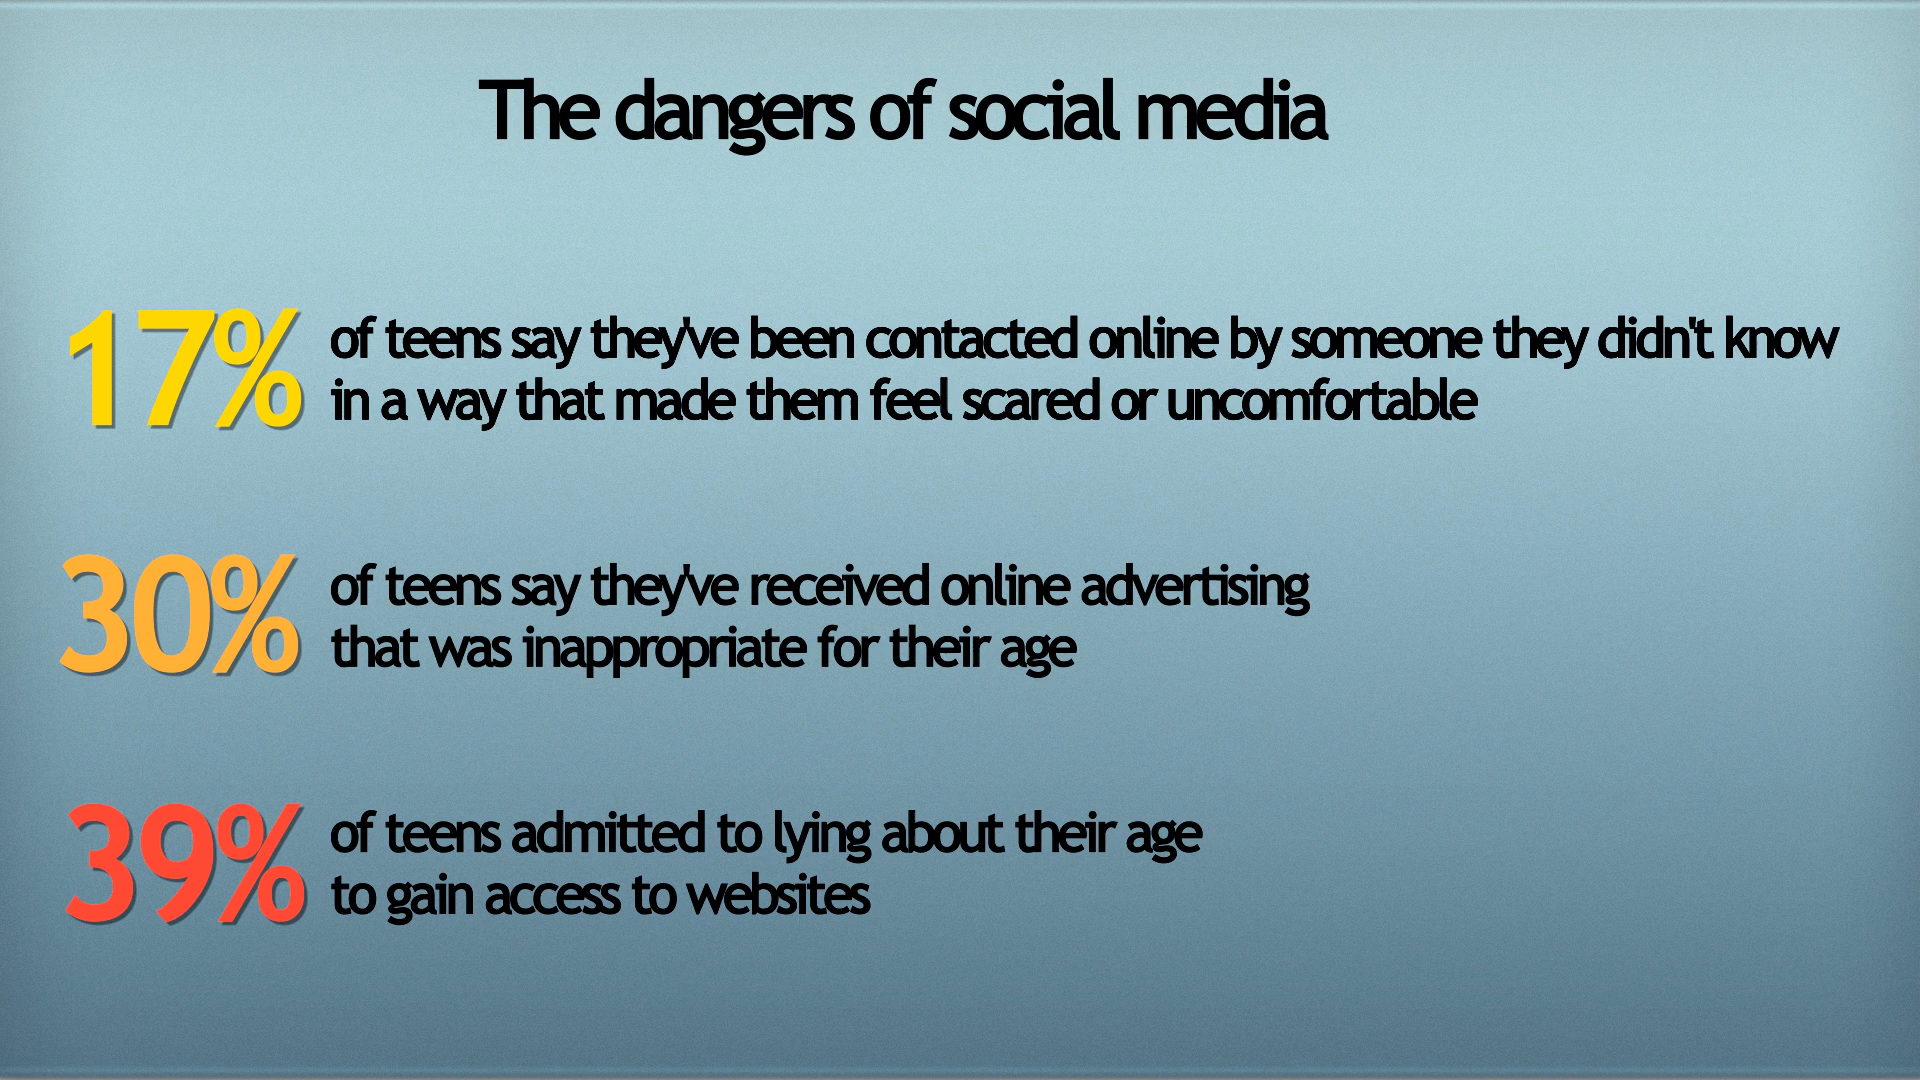 The dangers of social media
17% of teens say they've been contacted online by someone they didn't know
in a way that made them feel scared or uncomfortable
30% of teens say they've received online advertising
that was inappropriate for their age
39% of teens admitted to lying about their age
to gain access to websites